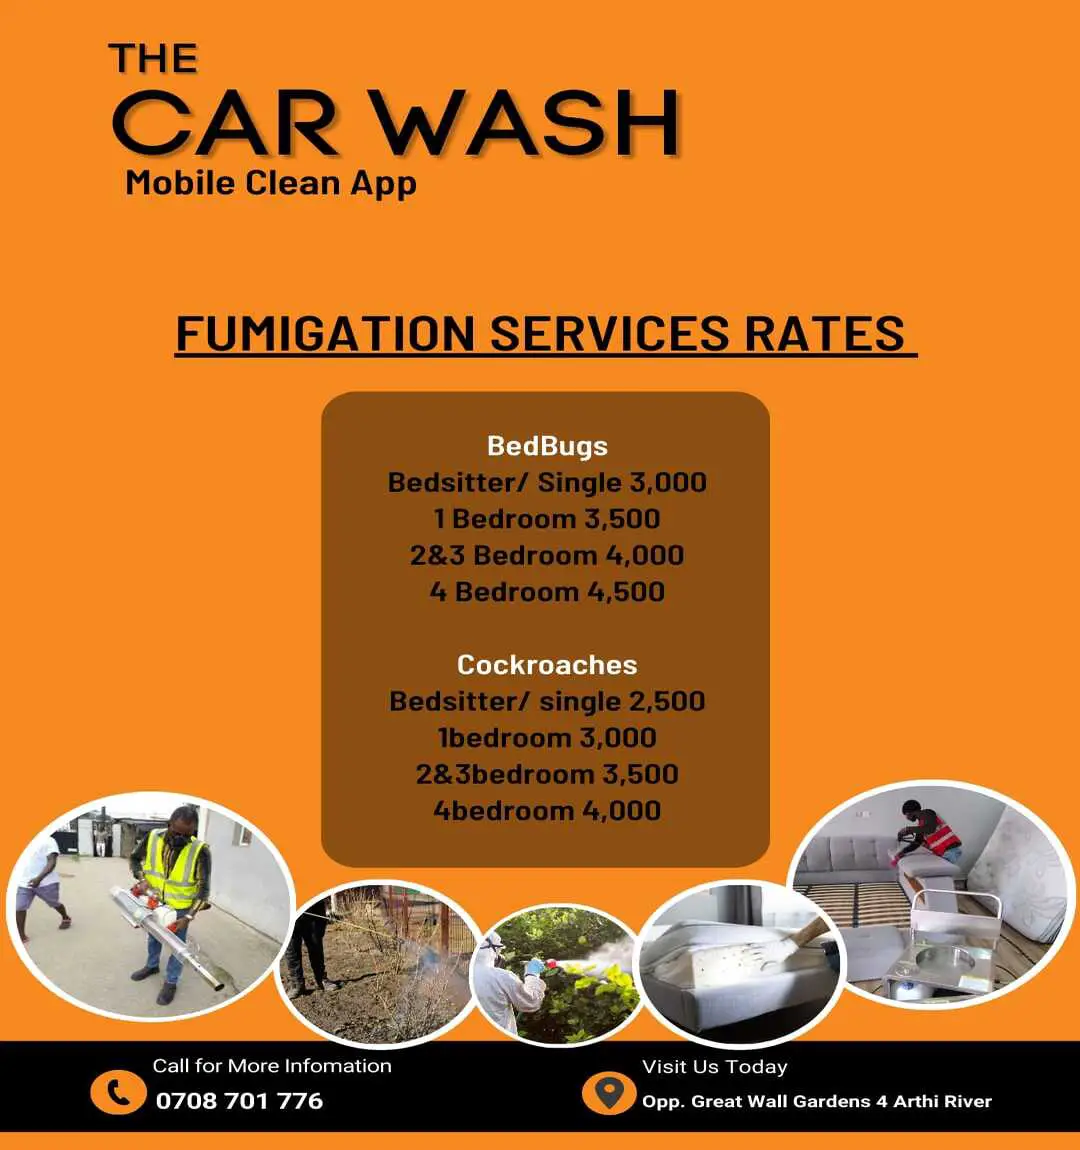 THE
CAR WASH
Mobile Clean App
FUMIGATION SERVICES RATES
BedBugs
Bedsitter/ Single 3,000
1 Bedroom 3,500
2&3 Bedroom 4,000
4 Bedroom 4,500
Cockroaches
Bedsitter/ single 2,500
1bedroom 3,000
2&3bedroom 3,500
4bedroom 4,000
Call for More Infomation
0708 701 776
Visit Us Today
Opp. Great Wall Gardens 4 Arthi River